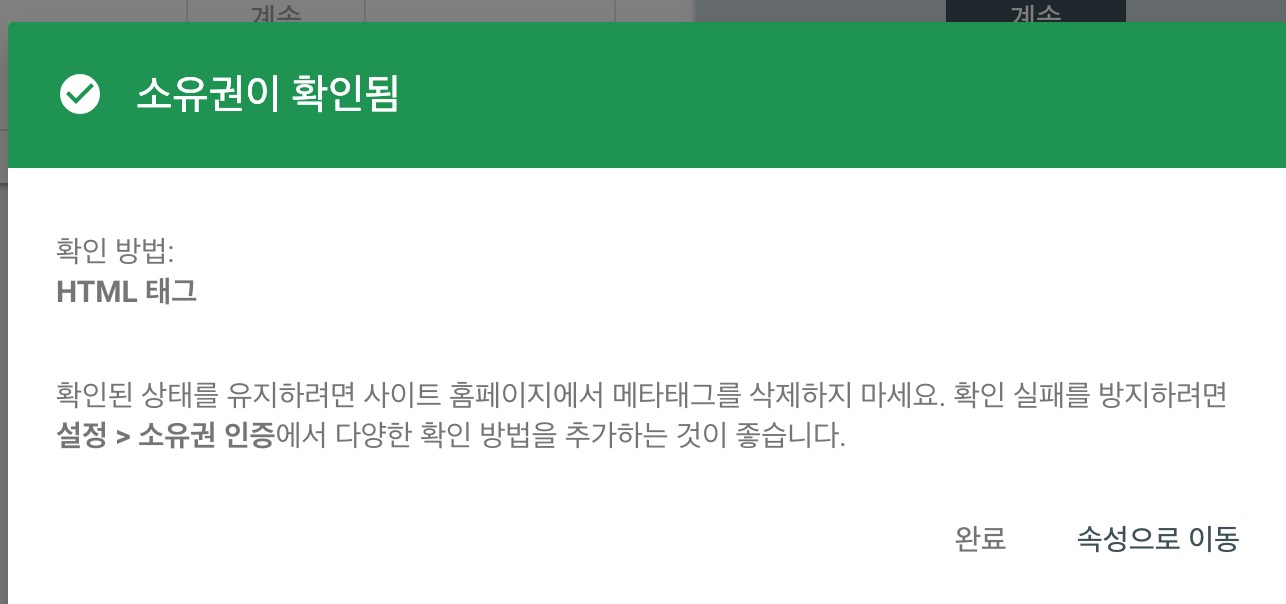 계속 계속
소유권이 확인됨
확인 방법:
HTML 태그
확인된 상태를 유지하려면 사이트 홈페이지에서 메타태그를 삭제하지 마세요. 확인 실패를 방지하려면
설정 > 소유권 인증에서 다양한 확인 방법을 추가하는 것이 좋습니다.
완료 속성으로 이동